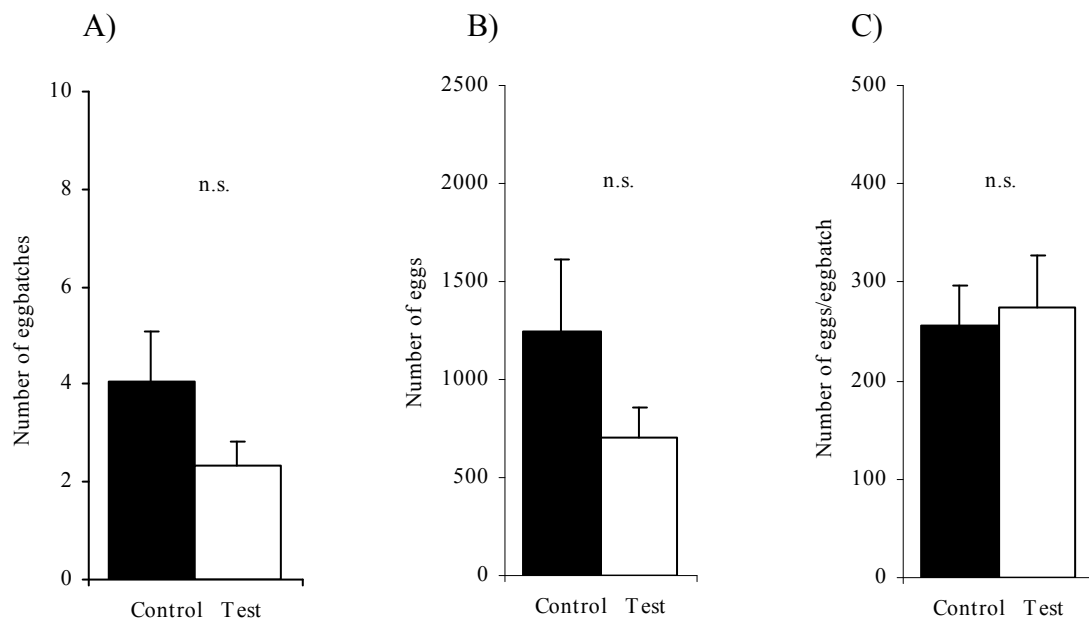 A)
Number of eggbatches
10
8
6
4
2
0
n.s.
Control Test
B)
Number of eggs
2500
2000
1500
1000
500
0
n.s.
Control Test
C)
Number of eggs/eggbatch
500
400
300
200
100
0
n.s.
Control Test